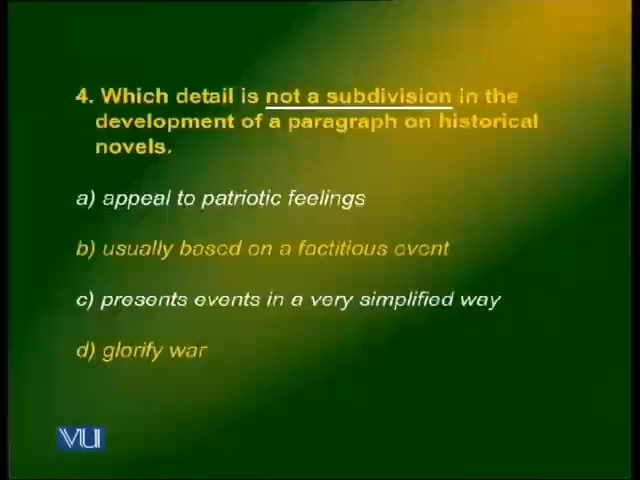 4. Which detail is not a subdivision in the
development of a paragraph on historical
novels.
a) appeal to patriotic feelings
b) usually based on a factitious event
c) presents events in a very simplified way
d) glorify war
VU